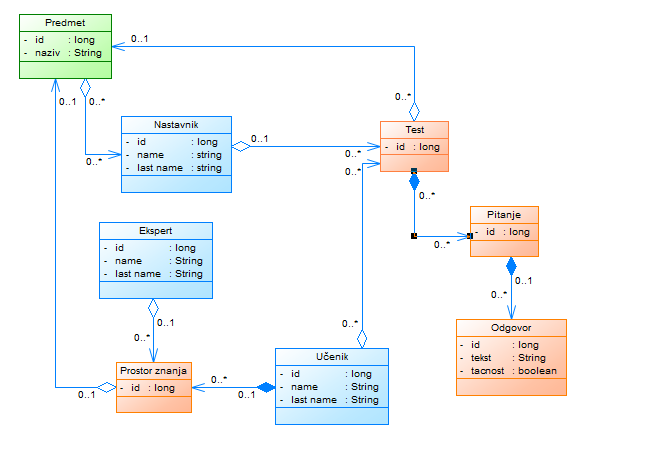 Predmet
- id : long
- naziv : String
0..1
0..1
0..*
0..*
0..*
Nastavnik
- id : long
- name : string
- last name : string
0..1
0..*
0..*
Test
- id : long
0..*
0..*
Pitanje
- id : long
0..1
0..*
Ekspert
- id : long
- name : String
- last name : String
0..1
0..*
0..*
Odgovor
- id : long
- tekst : String
- tacnost : boolean
Prostor znanja
- id : long
0..1
0..*
0..1
Učenik
- id : long
- name : String
- last name : String